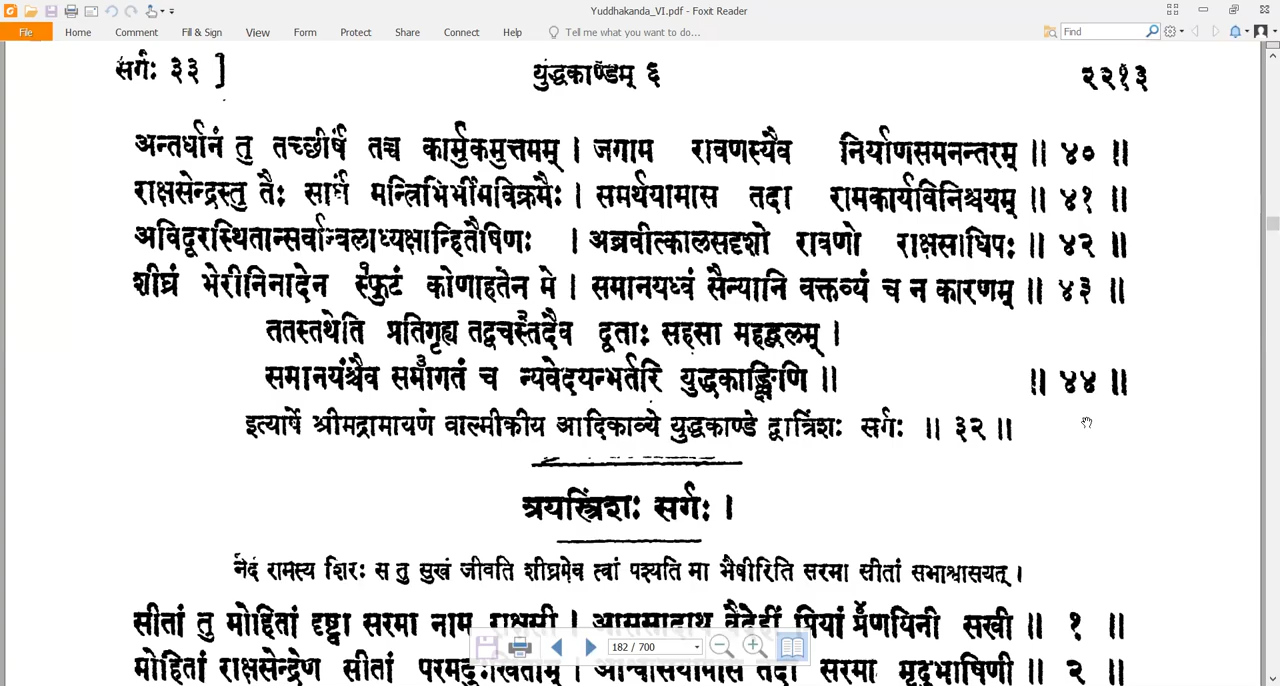 Yuddhakanda_VI.pdf - Foxit Reader
File Home Comment Fill & Sign View Form Protect Share Connect Help Tell me what you want to do... Find
सर्गः ३३ ] युद्धकाण्डम् ६ २२१३
अन्तर्धानं तु तच्छीर्षं तच्च कार्मुकमुत्तमम् । जगाम रावणस्यैव निर्याणसमनन्तरम् ॥ ४० ॥
राक्षसेन्द्रस्तु तैः सार्धं मन्त्रिभिर्भीमविक्रमैः । समर्थयामास तदा रामकार्यविनिश्चयम् ॥ ४१ ॥
अविदूरस्थितान्सर्वान्बलाध्यक्षान्हितैषिणः । अब्रवीत्कालसदृशो रावणो राक्षसाधिपः ॥ ४२ ॥
शीघ्रं भेरीनिनादेन स्फुटं कोणाहतेन मे । समानयध्वं सैन्यानि वक्तव्यं च न कारणम् ॥ ४३ ॥
ततस्तथेति प्रतिगृह्य तद्वचस्तदैव दूताः सहसा महद्बलम् ।
समानयंश्चैव समागतं च न्यवेदयन्भर्तरि युद्धकाङ्क्षिणि ॥ ॥ ४४ ॥
इत्यार्षे श्रीमद्रामायणे वाल्मीकीय आदिकाव्ये युद्धकाण्डे द्वात्रिंशः सर्गः ॥ ३२ ॥
त्रयस्त्रिंशः सर्गः ।
नेदं रामस्य शिरः स तु सुखं जीवति शीघ्रमेव त्वां पश्यति मा भैषीरिति सरमा सीतां समाश्वासयत् ।
सीतां तु मोहितां दृष्ट्वा सरमा नाम राक्षसी । आससादाथ वैदेहीं प्रियां प्रणयिनी सखी ॥ १ ॥
मोहितां राक्षसेन्द्रेण सीतां परमदुःखिताम् । आश्वासयामास तदा सरमा मृदुभाषिणी ॥ २ ॥
182 / 700